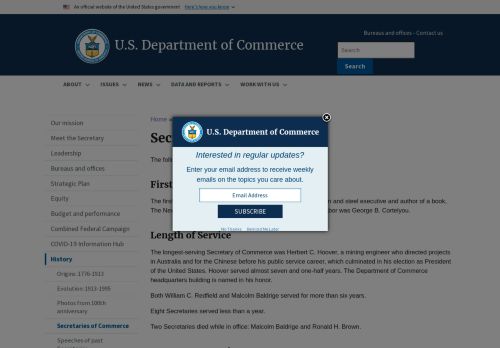 An official website of the United States government Here's how you know
U.S. Department of Commerce
Bureaus and offices - Contact us
Search
Search
ABOUT ISSUES NEWS DATA AND REPORTS WORK WITH US
Our mission
Meet the Secretary
Leadership
Bureaus and offices
Strategic Plan
Equity
Budget and performance
Combined Federal Campaign
COVID-19 Information Hub
History
Origins: 1776-1913
Evolution: 1913-1995
Photos from 100th
anniversary
Secretaries of Commerce
Speeches of past
Home
Sec
The foll
U.S. Department of Commerce
Interested in regular updates?
Enter your email address to receive weekly
emails on the topics you care about.
Email Address
SUBSCRIBE
No Thanks Remind Me Later
First
The first and steel executive and author of a book,
The Ne bor was George B. Cortelyou.
Length of Service
The longest-serving Secretary of Commerce was Herbert C. Hoover, a mining engineer who directed projects
in Australia and for the Chinese before his public service career, which culminated in his election as President
of the United States. Hoover served almost seven and one-half years. The Department of Commerce
headquarters building is named in his honor.
Both William C. Redfield and Malcolm Baldrige served for more than six years.
Eight Secretaries served less than a year.
Two Secretaries died while in office: Malcolm Baldrige and Ronald H. Brown.